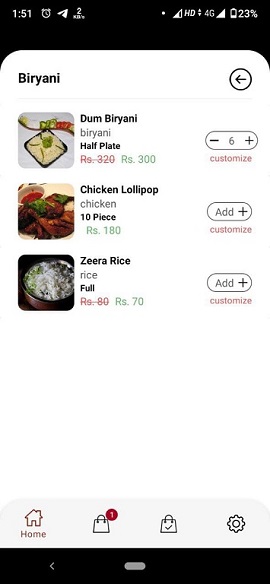 1:51 2 KB/s HD 4G 23%
Biryani
Dum Biryani
biryani
Half Plate
Rs. 320 Rs. 300
− 6 +
customize
Chicken Lollipop
chicken
10 Piece
Rs. 180
Add +
customize
Zeera Rice
rice
Full
Rs. 80 Rs. 70
Add +
customize
1
Home